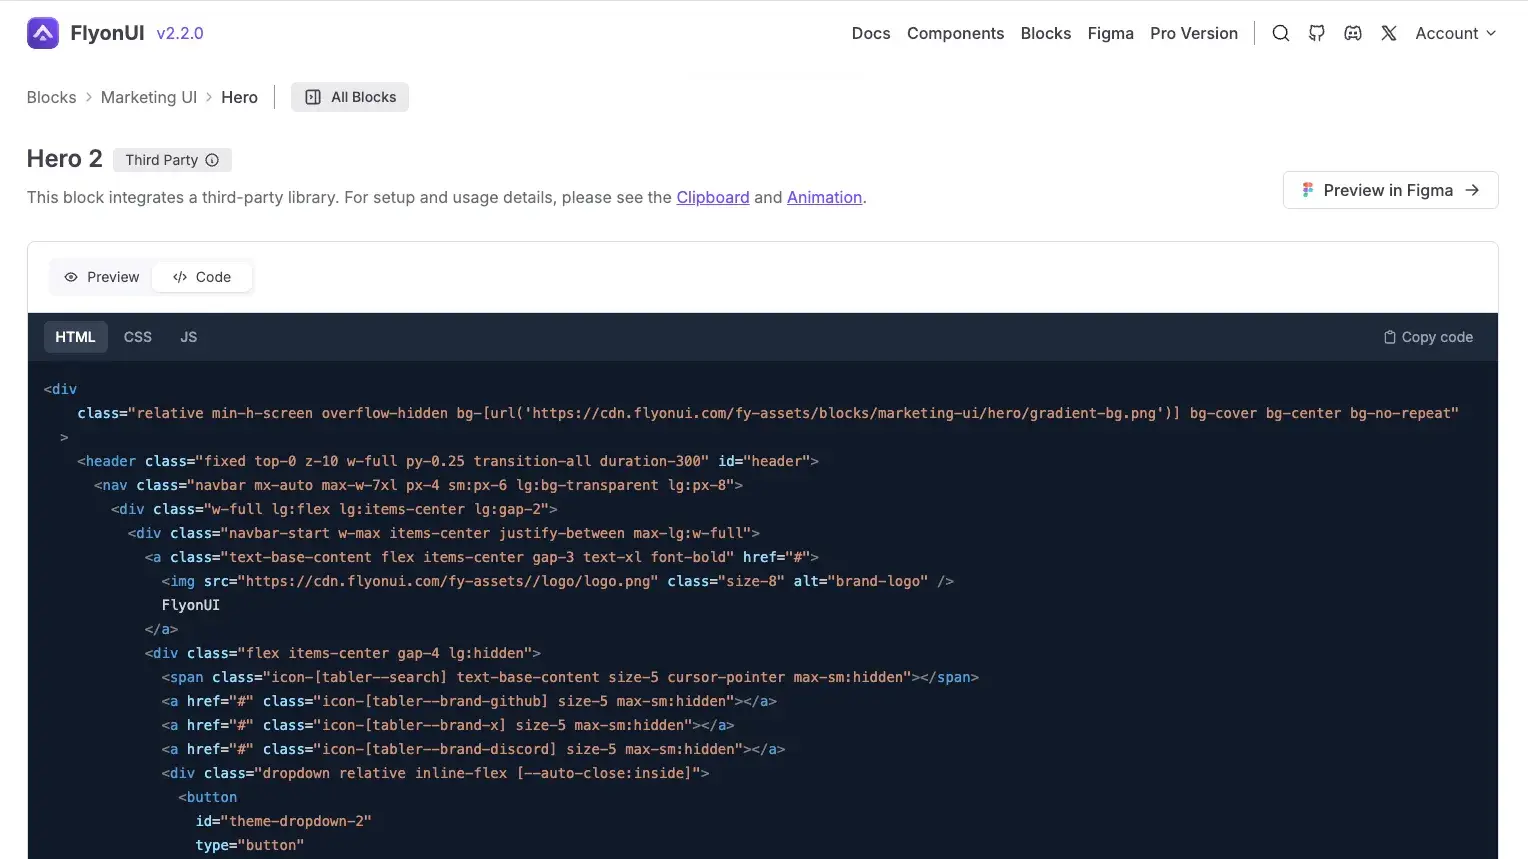 FlyonUI v2.2.0
Docs Components Blocks Figma Pro Version Account
Blocks > Marketing UI > Hero All Blocks
Hero 2 Third Party
This block integrates a third-party library. For setup and usage details, please see the Clipboard and Animation.
Preview in Figma →
Preview </> Code
HTML CSS JS Copy code
<div
class="relative min-h-screen overflow-hidden bg-[url('https://cdn.flyonui.com/fy-assets/blocks/marketing-ui/hero/gradient-bg.png')] bg-cover bg-center bg-no-repeat"
>
<header class="fixed top-0 z-10 w-full py-0.25 transition-all duration-300" id="header">
<nav class="navbar mx-auto max-w-7xl px-4 sm:px-6 lg:bg-transparent lg:px-8">
<div class="w-full lg:flex lg:items-center lg:gap-2">
<div class="navbar-start w-max items-center justify-between max-lg:w-full">
<a class="text-base-content flex items-center gap-3 text-xl font-bold" href="#">
<img src="https://cdn.flyonui.com/fy-assets//logo/logo.png" class="size-8" alt="brand-logo" />
FlyonUI
</a>
<div class="flex items-center gap-4 lg:hidden">
<span class="icon-[tabler--search] text-base-content size-5 cursor-pointer max-sm:hidden"></span>
<a href="#" class="icon-[tabler--brand-github] size-5 max-sm:hidden"></a>
<a href="#" class="icon-[tabler--brand-x] size-5 max-sm:hidden"></a>
<a href="#" class="icon-[tabler--brand-discord] size-5 max-sm:hidden"></a>
<div class="dropdown relative inline-flex [--auto-close:inside]">
<button
id="theme-dropdown-2"
type="button"